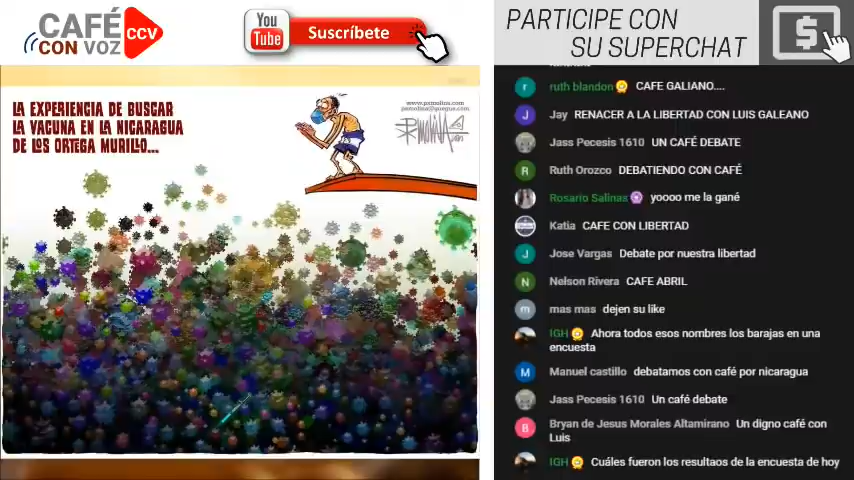 CAFÉ
CON VOZ
CCV
You
Tube
Suscríbete
PARTICIPE CON
SU SUPERCHAT
$
LA EXPERIENCIA DE BUSCAR
LA VACUNA EN LA NICARAGUA
DE LOS ORTEGA MURILLO...
ruth blandon CAFE GALIANO....
Jay RENACER A LA LIBERTAD CON LUIS GALEANO
Jass Pecesis 1610 UN CAFÉ DEBATE
Ruth Orozco DEBATIENDO CON CAFÉ
Rosario Salinas yoooo me la gané
Katia CAFE CON LIBERTAD
Jose Vargas Debate por nuestra libertad
Nelson Rivera CAFE ABRIL
mas mas dejen su like
IGH Ahora todos esos nombres los barajas en una
encuesta
Manuel castillo debatamos con café por nicaragua
Jass Pecesis 1610 Un café debate
Bryan de Jesus Morales Altamirano Un digno café con
Luis
IGH Cuáles fueron los resultaos de la encuesta de hoy